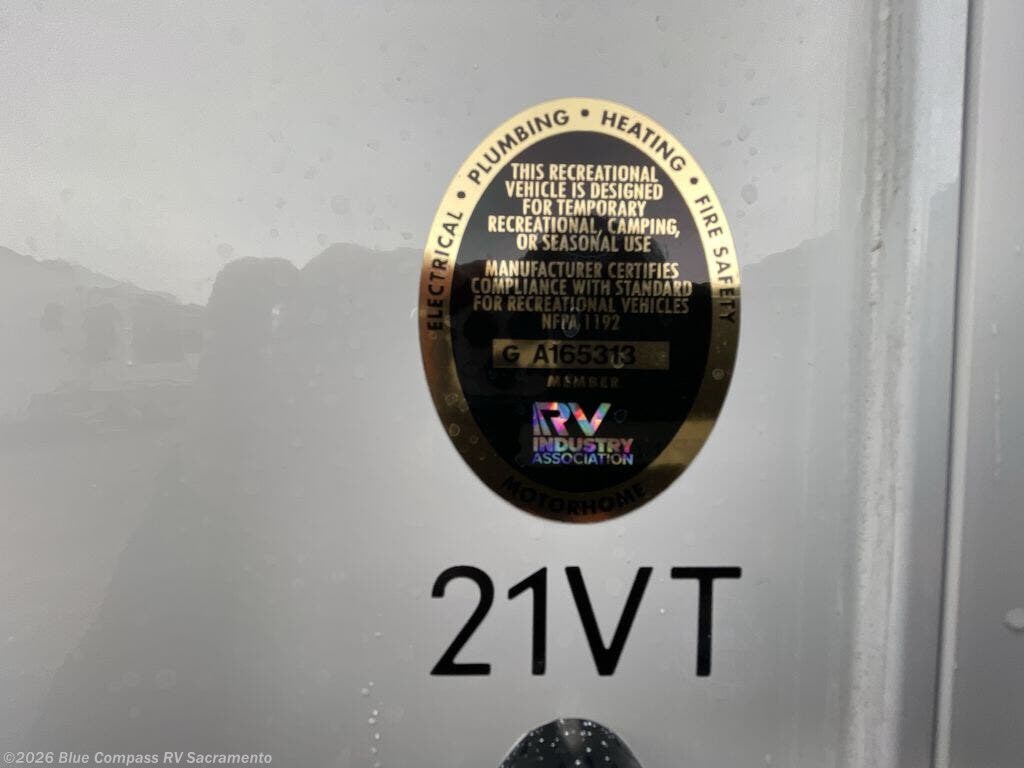 ELECTRICAL • PLUMBING • HEATING • FIRE SAFETY
THIS RECREATIONAL
VEHICLE IS DESIGNED
FOR TEMPORARY
RECREATIONAL, CAMPING,
OR SEASONAL USE
MANUFACTURER CERTIFIES
COMPLIANCE WITH STANDARD
FOR RECREATIONAL VEHICLES
NFPA 1192
G A165313
MEMBER
RV
INDUSTRY
ASSOCIATION
MOTORHOME
21VT
©2026 Blue Compass RV Sacramento